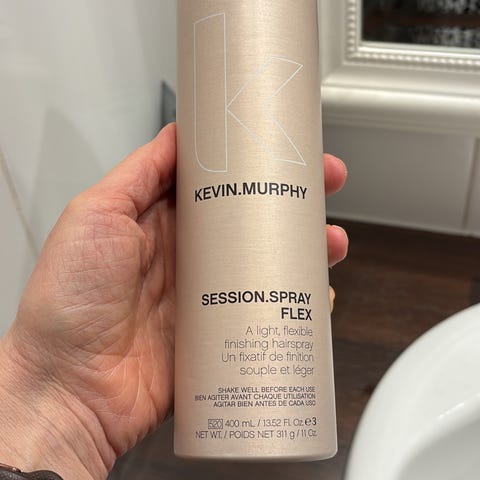 KEVIN.MURPHY
SESSION.SPRAY
FLEX
A light, flexible
finishing hairspray
Un fixatif de finition
souple et léger
SHAKE WELL BEFORE EACH USE
BIEN AGITER AVANT CHAQUE UTILISATION
AGITAR BIEN ANTES DE CADA USO
520 400 mL / 13.52 Fl. Oz ℮3
NET WT. / POIDS NET 311 g / 11 Oz.